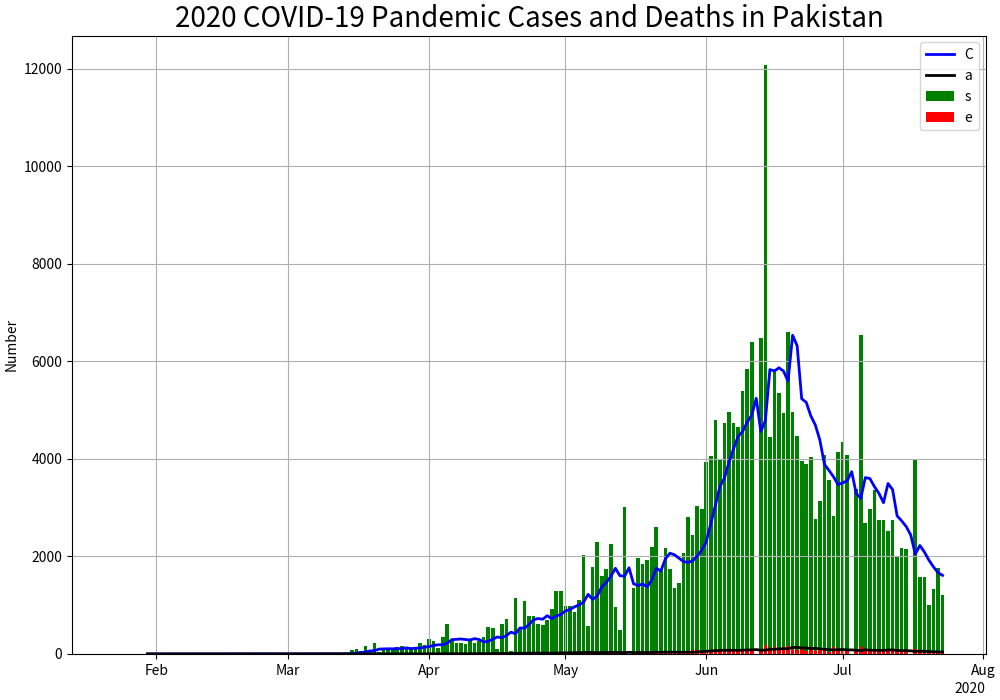 2020 COVID-19 Pandemic Cases and Deaths in Pakistan
12000
10000
8000
6000
4000
2000
0
Number
C
a
s
e
Feb
Mar
Apr
May
Jun
Jul
Aug
2020